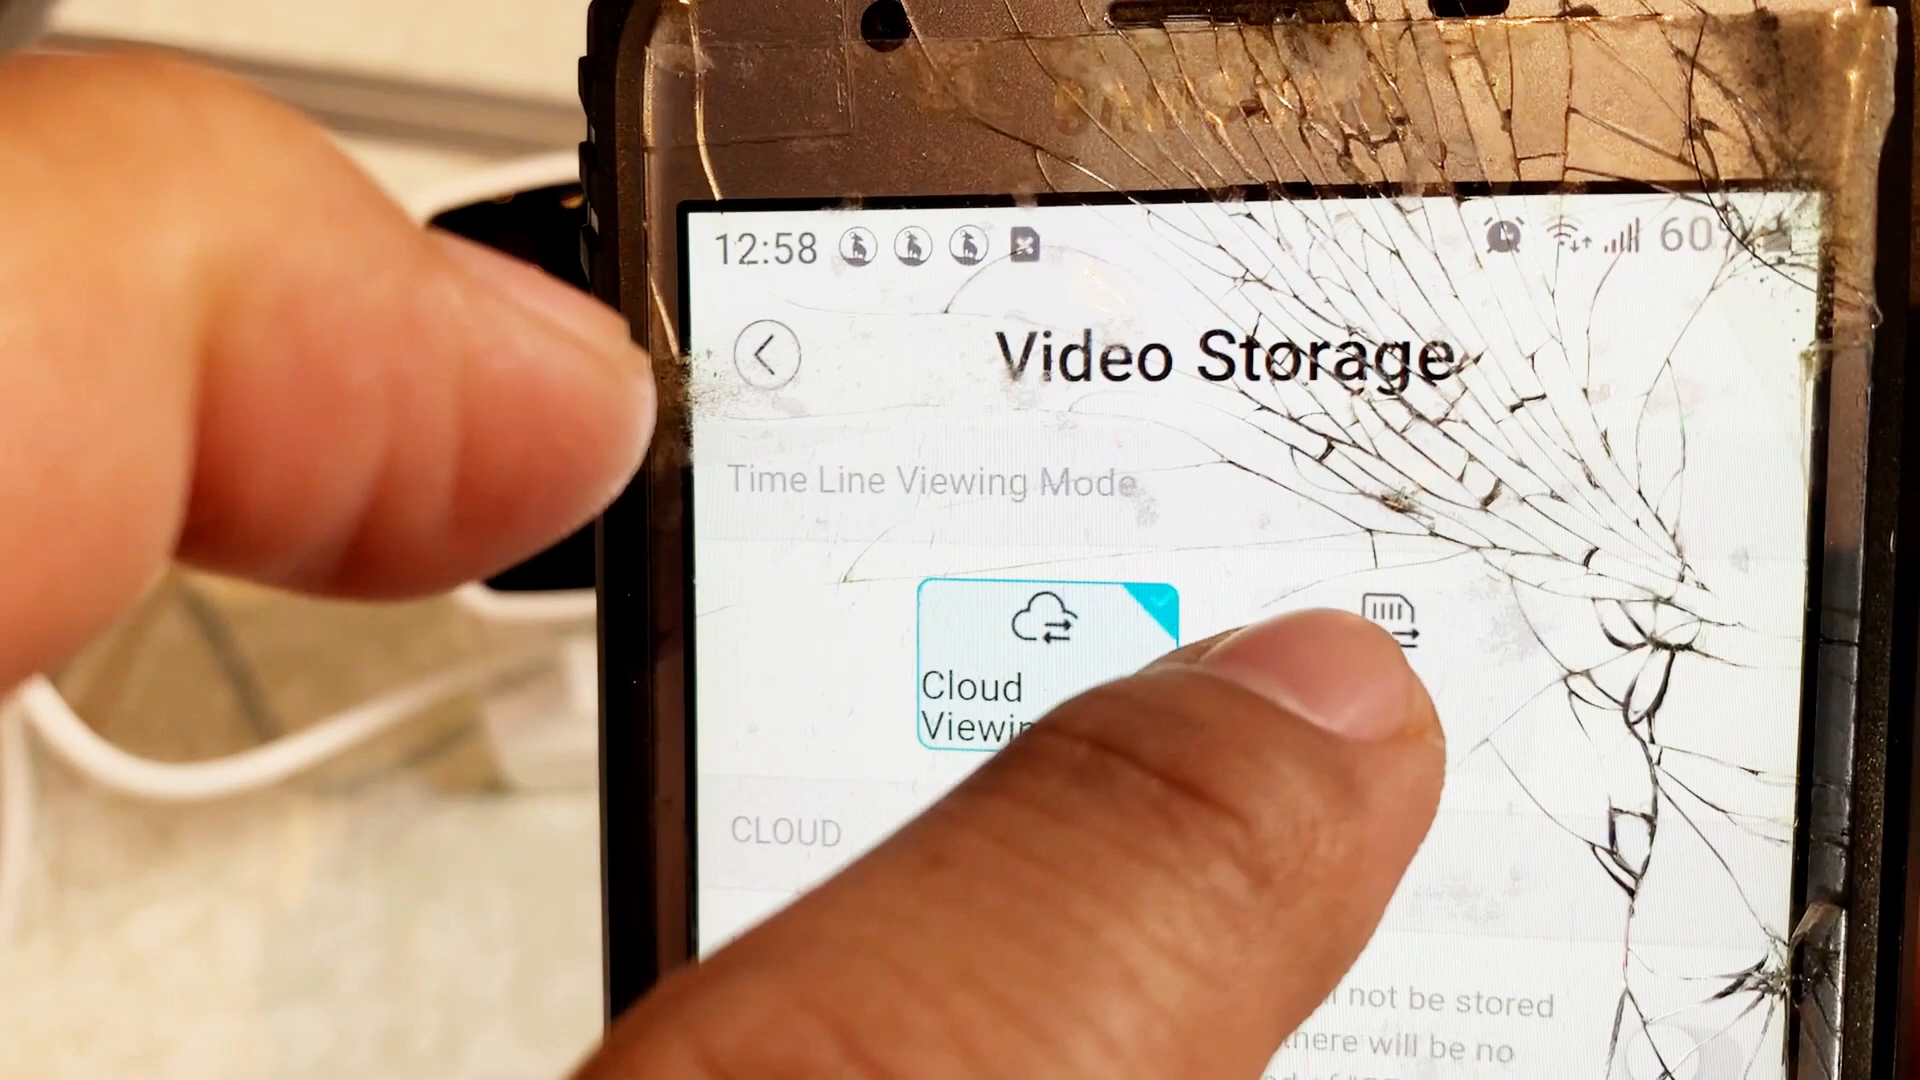 12:58
60%
Video Storage
Time Line Viewing Mode
Cloud
CLOUD
not be stored
there will be no